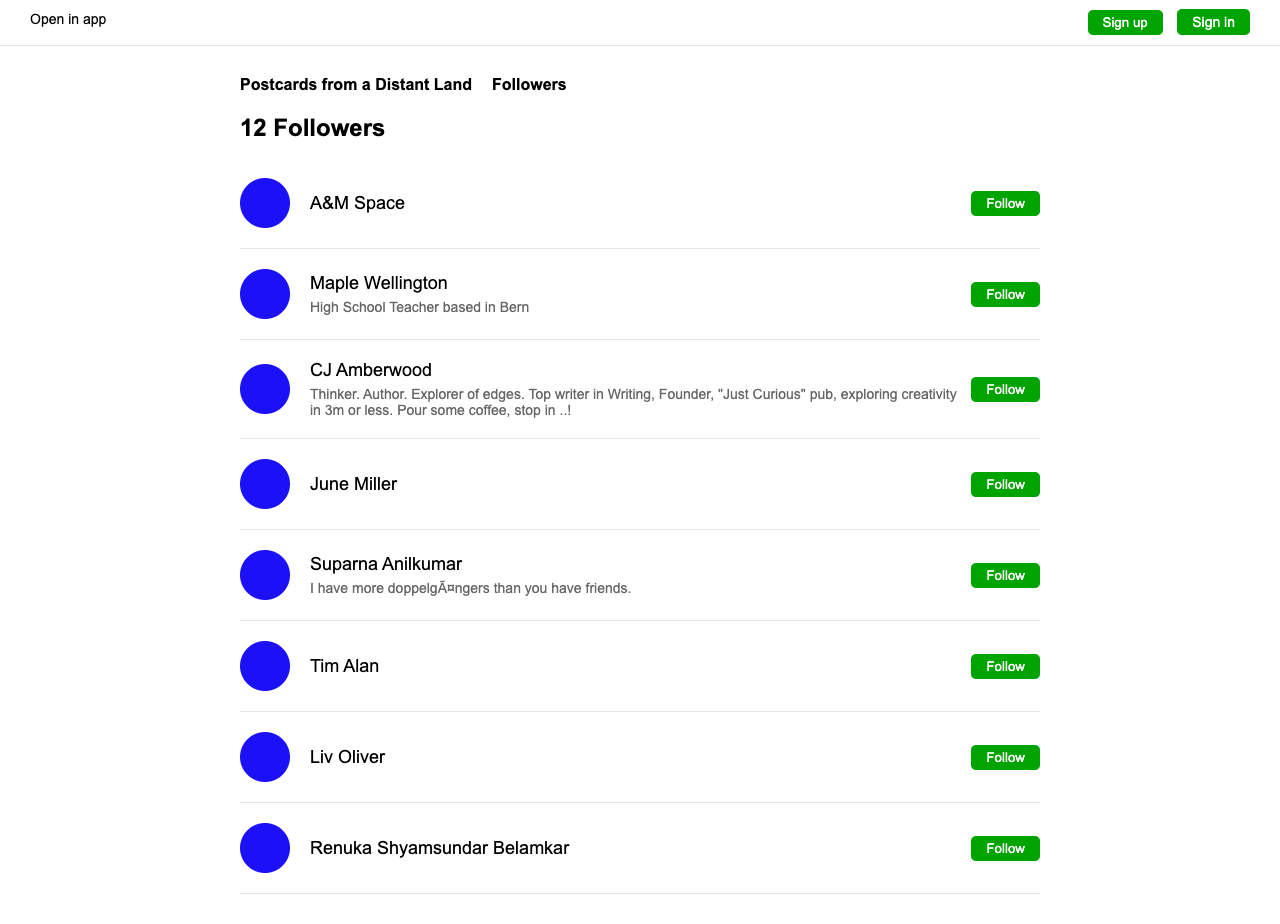 Open in app
Sign up
Sign in
Postcards from a Distant Land
Followers
12 Followers
A&M Space
Follow
Maple Wellington
High School Teacher based in Bern
Follow
CJ Amberwood
Thinker. Author. Explorer of edges. Top writer in Writing, Founder, "Just Curious" pub, exploring creativity
in 3m or less. Pour some coffee, stop in ..!
Follow
June Miller
Follow
Suparna Anilkumar
I have more doppelgÃ¤ngers than you have friends.
Follow
Tim Alan
Follow
Liv Oliver
Follow
Renuka Shyamsundar Belamkar
Follow